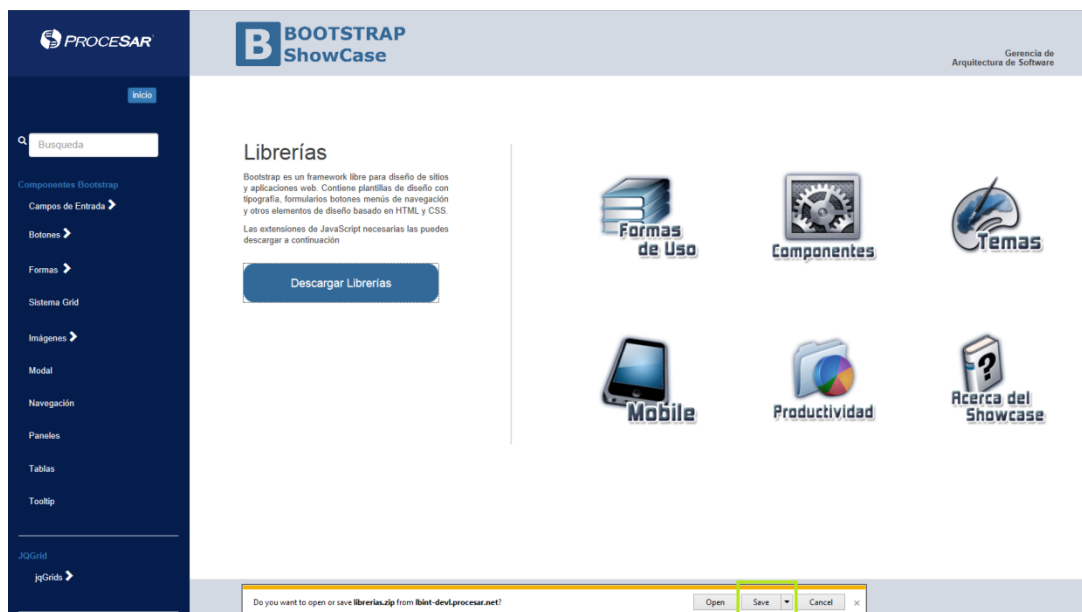 PROCESAR
B BOOTSTRAP
ShowCase
Gerencia de
Arquitectura de Software
inicio
Busqueda
Componentes Bootstrap
Campos de Entrada
Botones
Formas
Sistema Grid
Imágenes
Modal
Navegación
Paneles
Tablas
Tooltip
JQGrid
jqGrids
Librerías
Bootstrap es un framework libre para diseño de sitios
y aplicaciones web. Contiene plantillas de diseño con
tipografía, formularios botones menús de navegación
y otros elementos de diseño basado en HTML y CSS.
Las extensiones de JavaScript necesarias las puedes
descargar a continuación
Descargar Librerías
Formas
de Uso
Componentes
Temas
Mobile
Productividad
?
Acerca del
Showcase
Do you want to open or save librerias.zip from lbint-devl.procesar.net?
Open
Save
Cancel
x